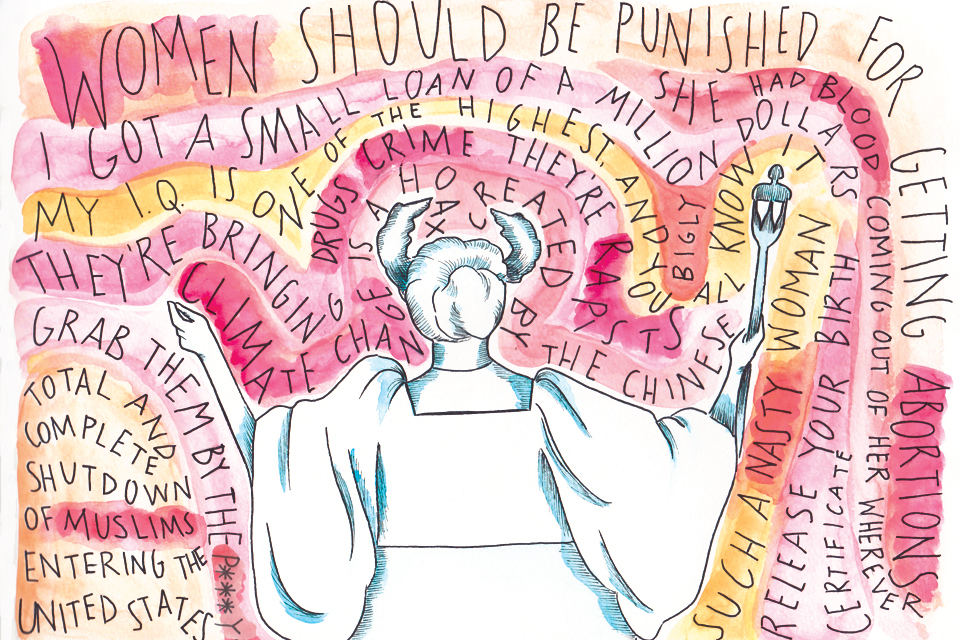 WOMEN SHOULD BE PUNISHED FOR GETTING ABORTIONS
I GOT A SMALL LOAN OF A MILLION DOLLARS
SHE HAD BLOOD COMING OUT OF HER WHEREVER
MY I.Q. IS ONE OF THE HIGHEST. AND YOU ALL KNOW IT
BIGLY
THEY'RE BRINGING DRUGS CRIME THEY'RE RAPISTS
CLIMATE CHANGE IS A HOAX CREATED BY THE CHINESE
GRAB THEM BY THE P****Y
SUCH A NASTY WOMAN
RELEASE YOUR BIRTH
CERTIFICATE
TOTAL AND
COMPLETE
SHUTDOWN
OF MUSLIMS
ENTERING THE
UNITED STATES